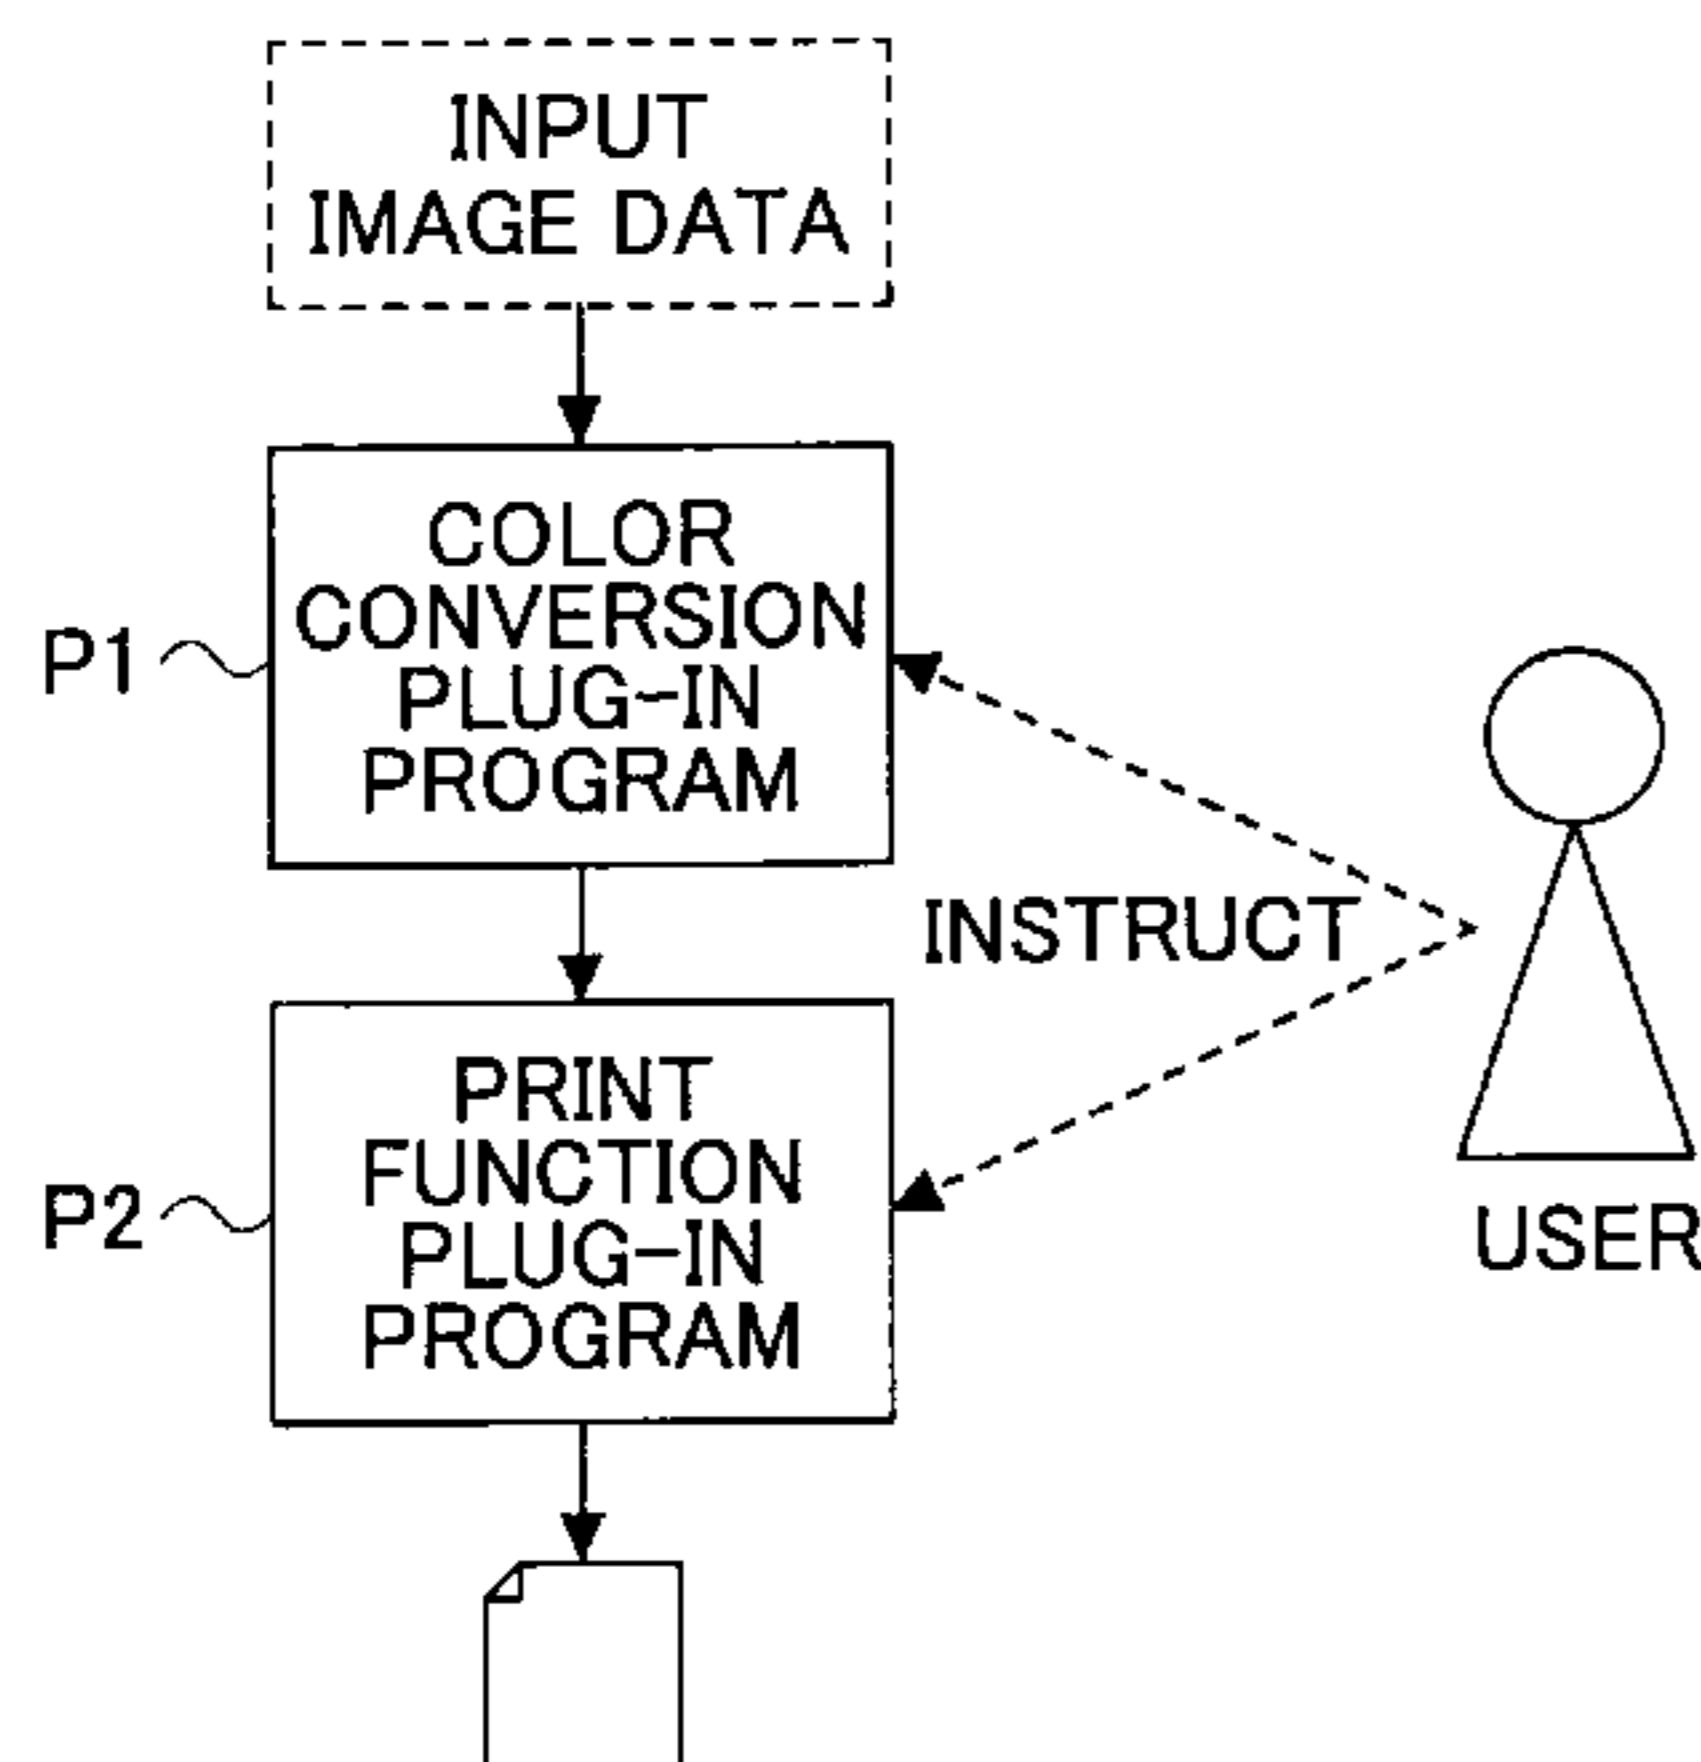 INPUT
IMAGE DATA
P1
COLOR
CONVERSION
PLUG-IN
PROGRAM
INSTRUCT
P2
PRINT
FUNCTION
PLUG-IN
PROGRAM
USER